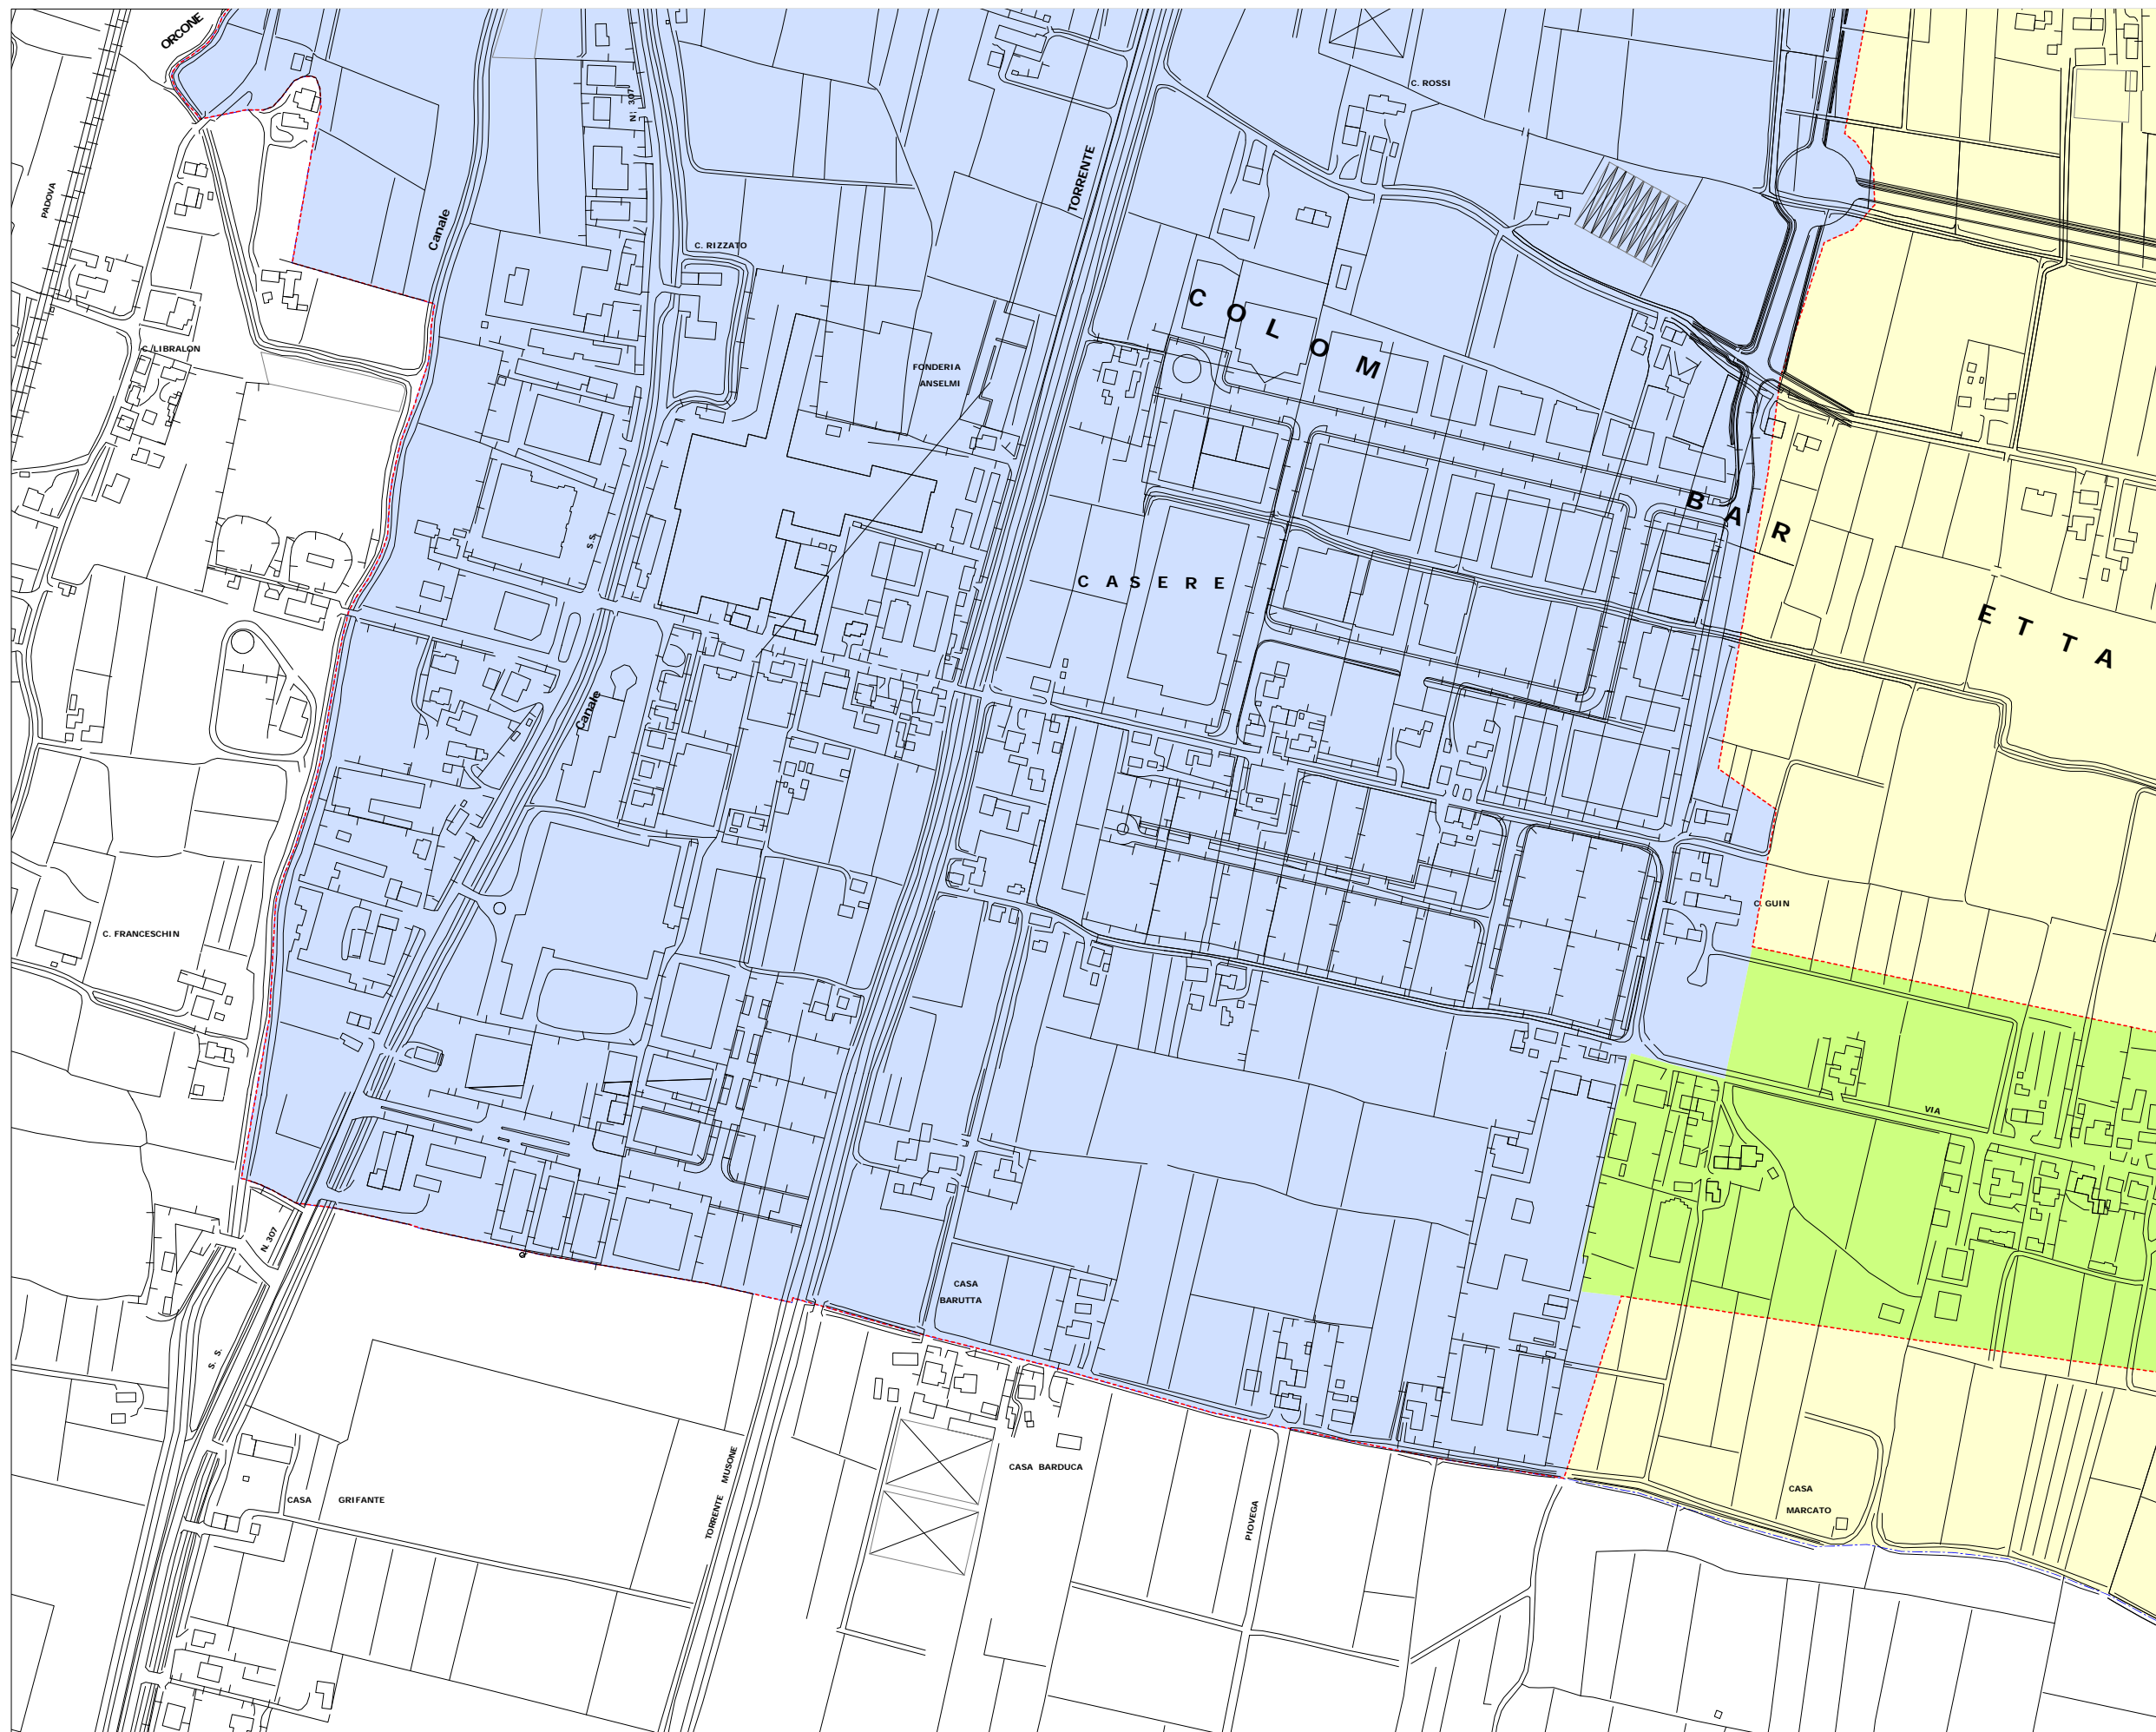 ORCONE
C. ROSSI
N. 307
TORRENTE
PADOVA
Canale
C. RIZZATO
COLOM
C. LIBRALON
FONDERIA
ANSELMI
BAR
S.S.
CASERE
ETTA
Canale
C. GUIN
C. FRANCESCHIN
VIA
N. 307
CASA
BARUTTA
S. S.
CASA BARDUCA
TORRENTE MUSONE
CASA GRIFANTE
PIOVEGA
CASA
MARCATO